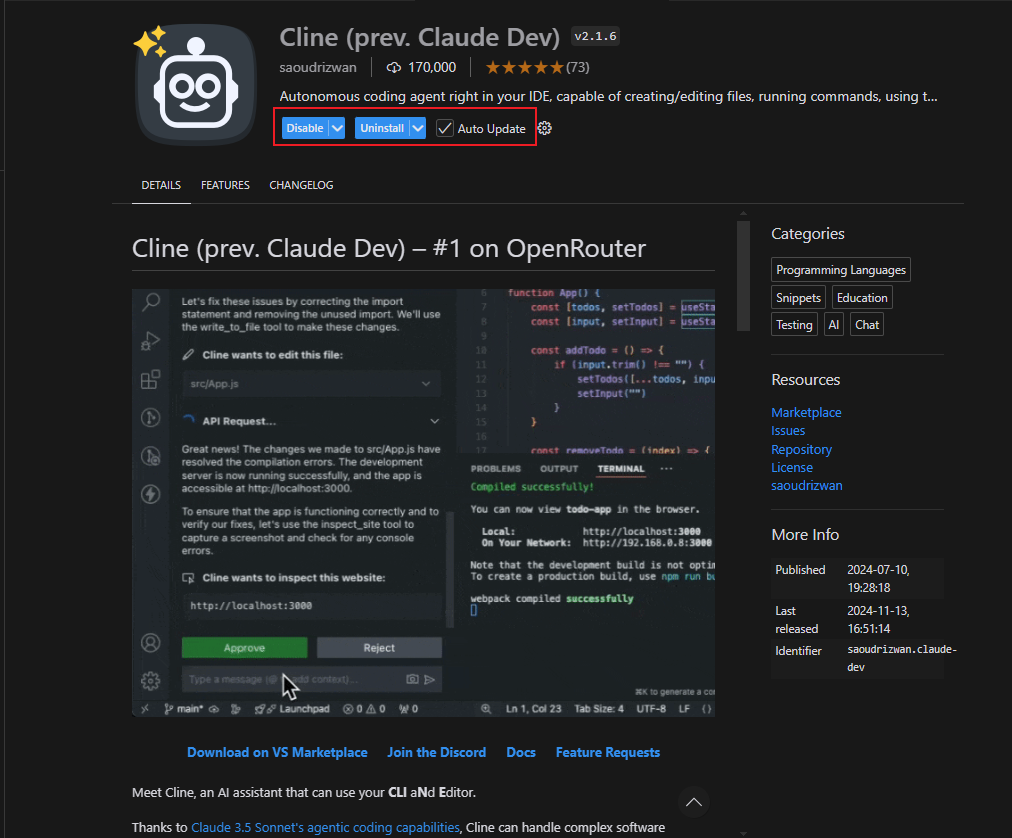 Cline (prev. Claude Dev) v2.1.6
saoudrizwan 170,000 (73)
Autonomous coding agent right in your IDE, capable of creating/editing files, running commands, using t...
Disable Uninstall Auto Update
DETAILS FEATURES CHANGELOG
Cline (prev. Claude Dev) – #1 on OpenRouter
Let's fix these issues by correcting the import
statement and removing the unused import. We'll use
the write_to_file tool to make these changes.
Cline wants to edit this file:
src/App.js
API Request...
Great news! The changes we made to src/App.js have
resolved the compilation errors. The development
server is now running successfully, and the app is
accessible at http://localhost:3000.
To ensure that the app is functioning correctly and to
verify our fixes, let's use the inspect_site tool to
capture a screenshot and check for any console
errors.
Cline wants to inspect this website:
http://localhost:3000
Approve Reject
Type a message (@ add context)...
6 function App() {
7 const [todos, setTodos] = useSta
8 const [input, setInput] = useSta
9
10 const addTodo = () => {
11 if (input.trim() !== "") {
12 setTodos([...todos, inpu
13 setInput("")
14 }
15 }
16
17 const removeTodo = (index) => {
PROBLEMS OUTPUT TERMINAL ···
Compiled successfully!
You can now view todo-app in the browser.
Local: http://localhost:3000
On Your Network: http://192.168.0.8:3000
Note that the development build is not optim
To create a production build, use npm run bu
webpack compiled successfully
⌘K to generate a co
main* Launchpad 0 0 0 Ln 1, Col 23 Tab Size: 4 UTF-8 LF {}
Download on VS Marketplace Join the Discord Docs Feature Requests
Meet Cline, an AI assistant that can use your CLI aNd Editor.
Thanks to Claude 3.5 Sonnet's agentic coding capabilities, Cline can handle complex software
Categories
Programming Languages
Snippets Education
Testing AI Chat
Resources
Marketplace
Issues
Repository
License
saoudrizwan
More Info
Published 2024-07-10,
19:28:18
Last 2024-11-13,
released 16:51:14
Identifier saoudrizwan.claude-
dev